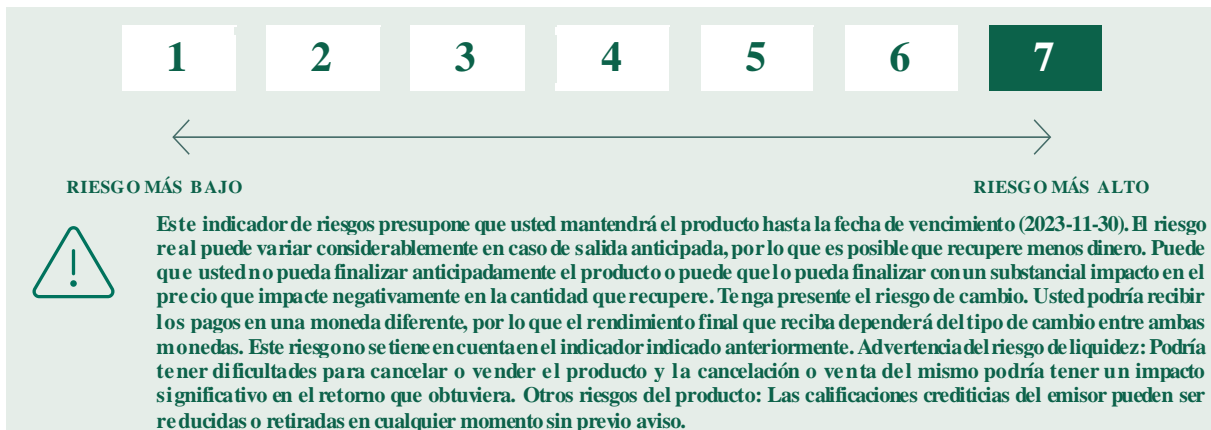 1 2 3 4 5 6 7
RIESGO MÁS BAJO RIESGO MÁS ALTO
Este indicador de riesgos presupone que usted mantendrá el producto hasta la fecha de vencimiento (2023-11-30). El riesgo
real puede variar considerablemente en caso de salida anticipada, por lo que es posible que recupere menos dinero. Puede
que usted no pueda finalizar anticipadamente el producto o puede que lo pueda finalizar con un substancial impacto en el
precio que impacte negativamente en la cantidad que recupere. Tenga presente el riesgo de cambio. Usted podría recibir
los pagos en una moneda diferente, por lo que el rendimiento final que reciba dependerá del tipo de cambio entre ambas
monedas. Este riesgo no se tiene en cuenta en el indicador indicado anteriormente. Advertencia del riesgo de liquidez: Podría
tener dificultades para cancelar o vender el producto y la cancelación o venta del mismo podría tener un impacto
significativo en el retorno que obtuviera. Otros riesgos del producto: Las calificaciones crediticias del emisor pueden ser
reducidas o retiradas en cualquier momento sin previo aviso.